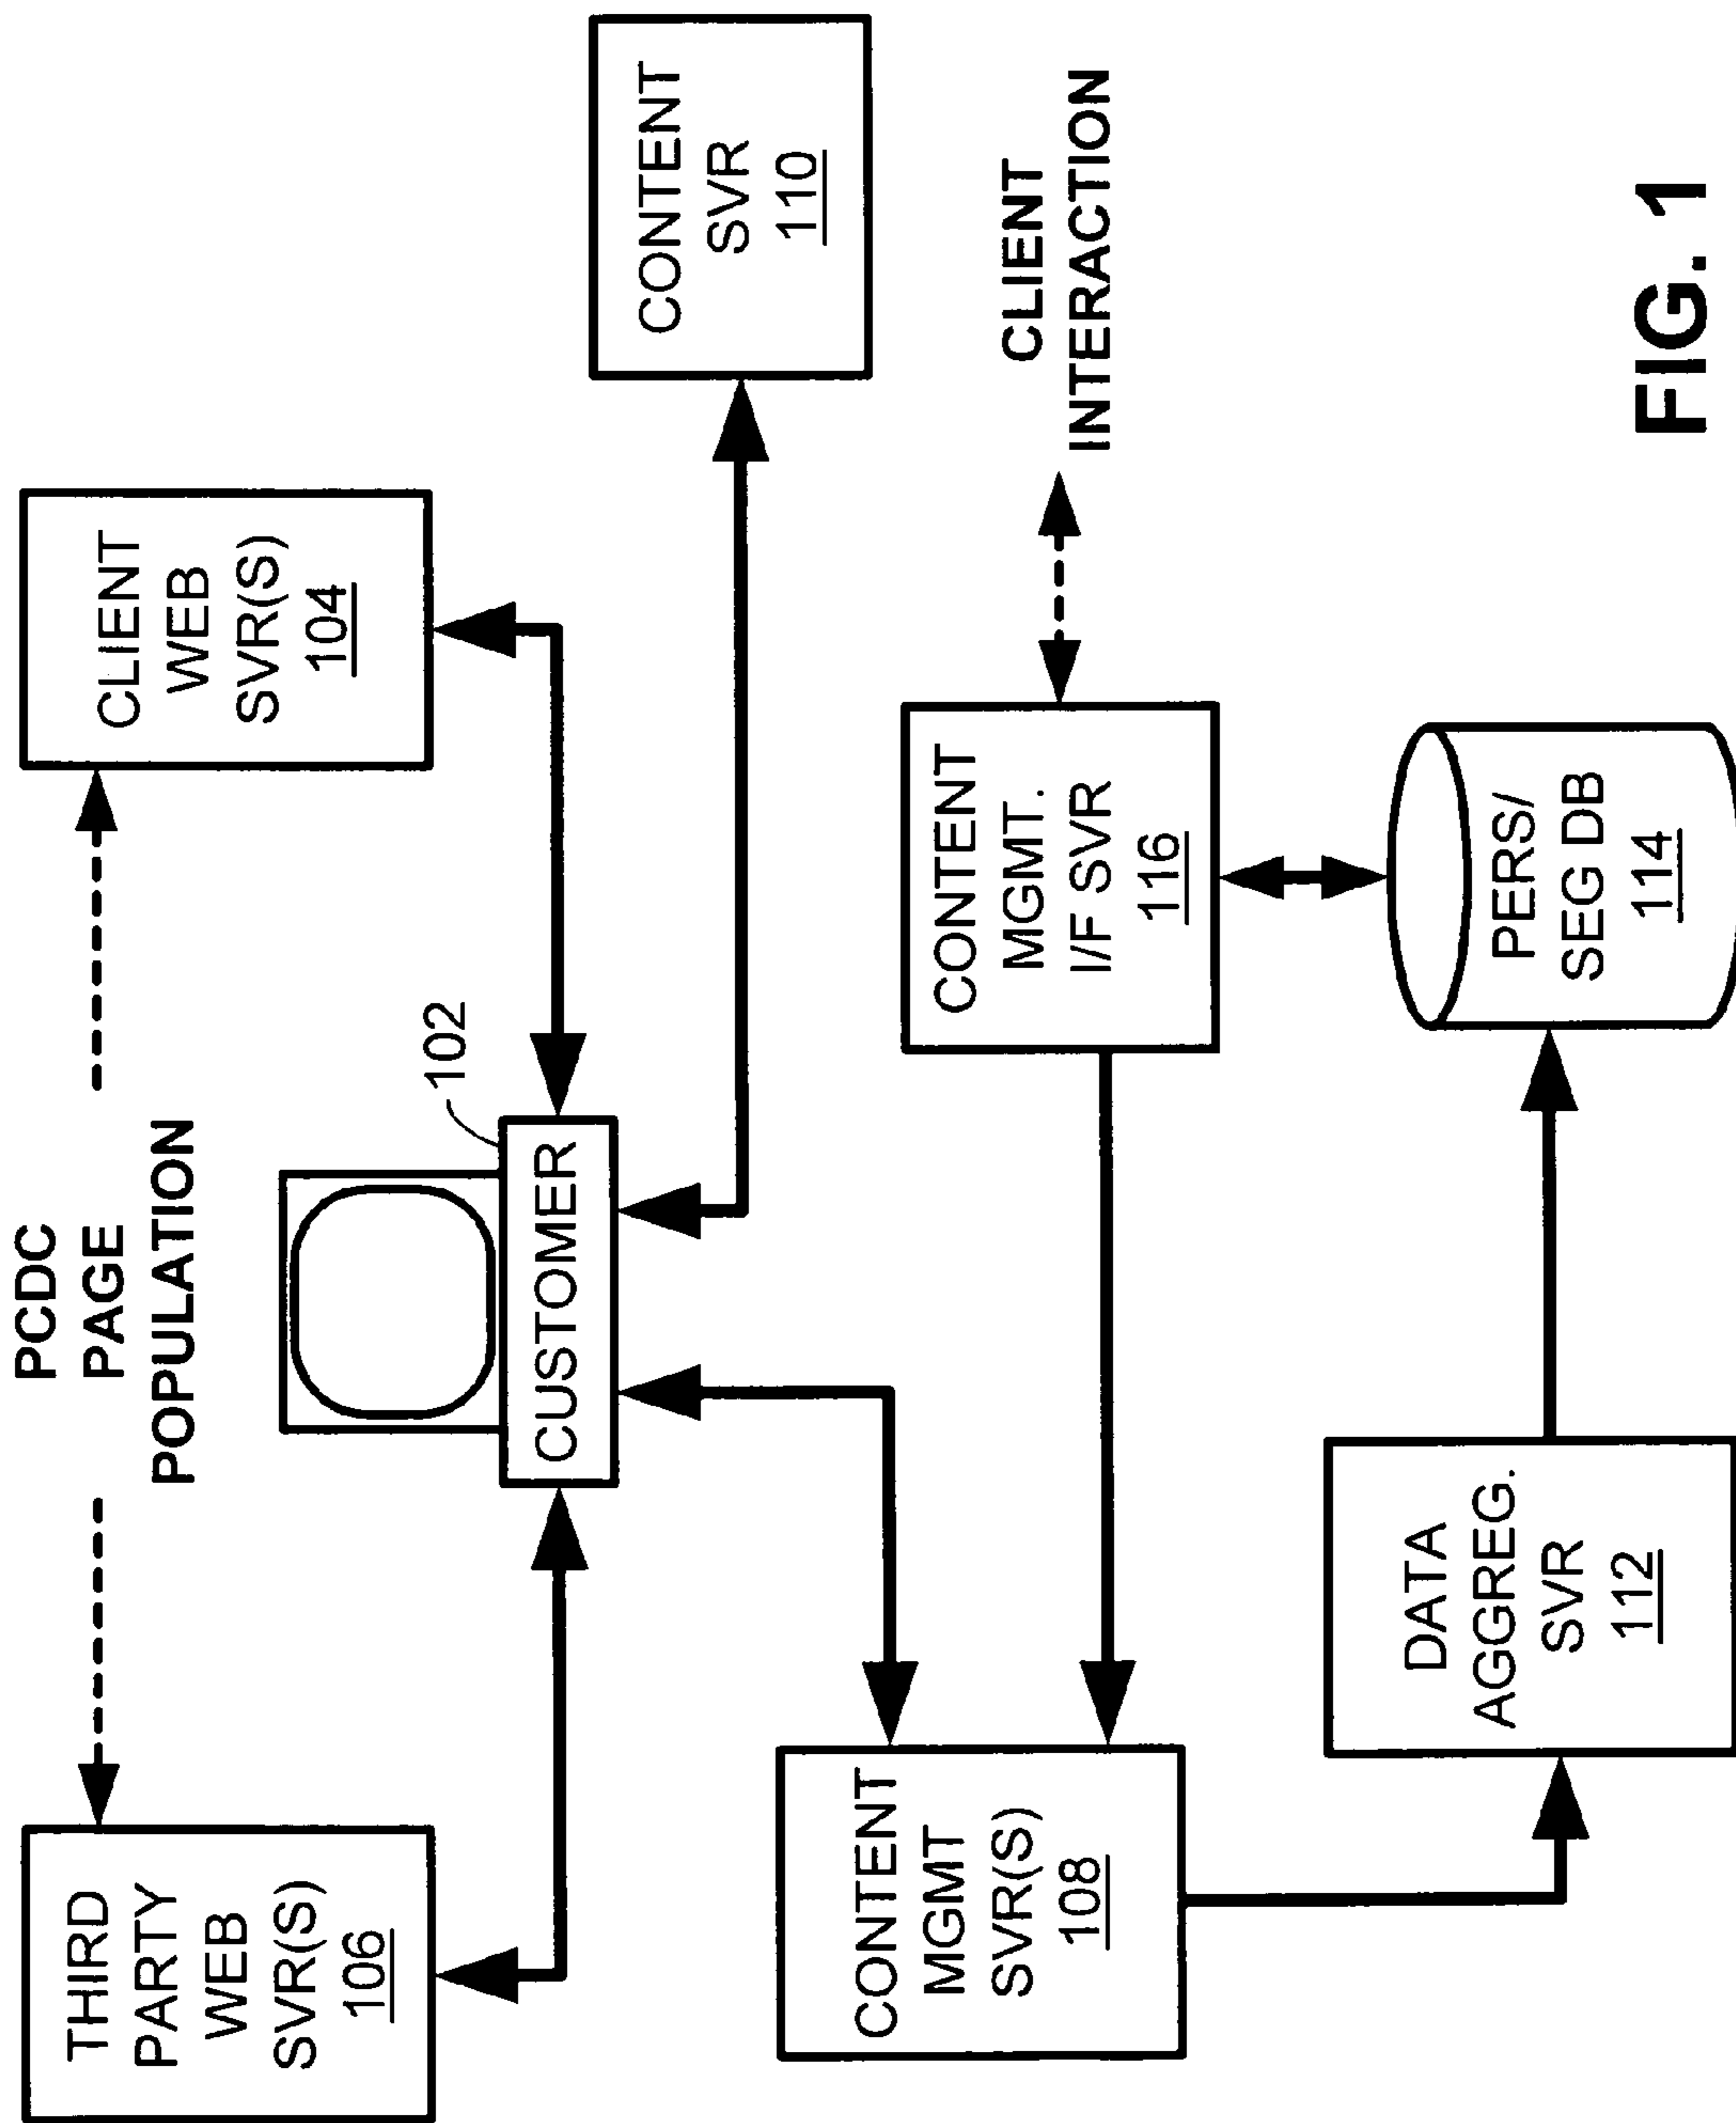 PCDC
PAGE
POPULATION
THIRD
PARTY
WEB
SVR(S)
106
CLIENT
WEB
SVR(S)
104
102
CUSTOMER
CONTENT
SVR
110
CONTENT
MGMT
SVR(S)
108
CONTENT
MGMT.
I/F SVR
116
CLIENT
INTERACTION
DATA
AGGREG.
SVR
112
PERS/
SEG DB
114
FIG. 1